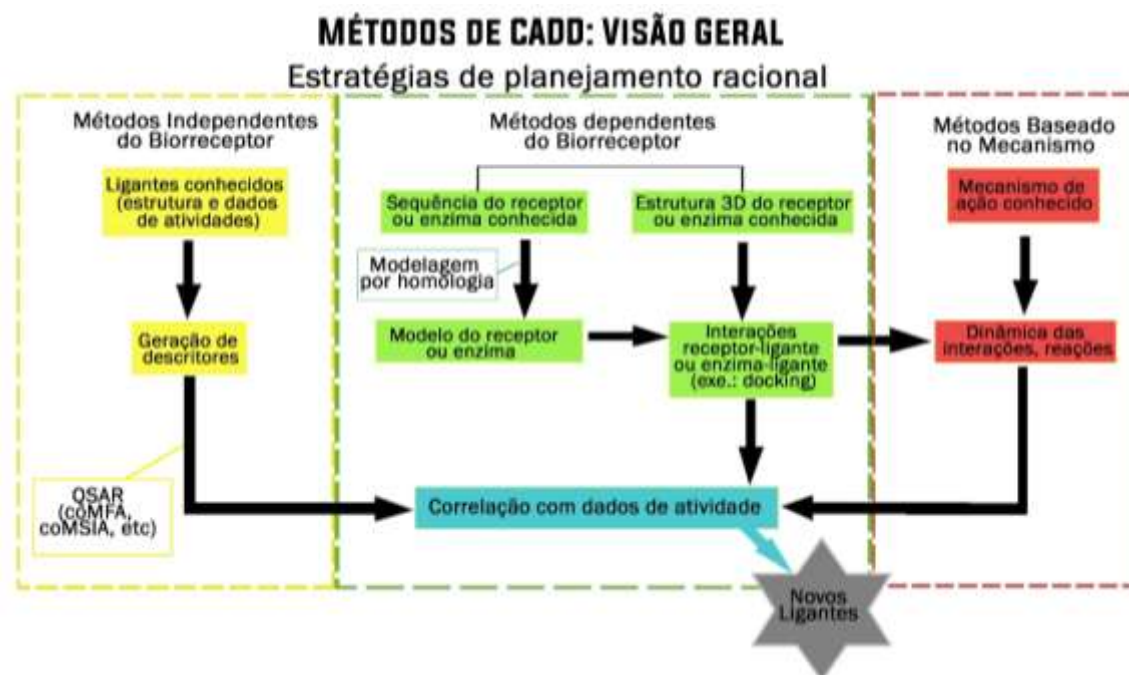 MÉTODOS DE CADD: VISÃO GERAL
Estratégias de planejamento racional
Métodos Independentes
do Biorreceptor
Ligantes conhecidos
(estrutura e dados
de atividades)
Geração de
descritores
QSAR
(coMFA,
coMSIA, etc)
Métodos dependentes
do Biorreceptor
Sequência do receptor
ou enzima conhecida
Estrutura 3D do receptor
ou enzima conhecida
Modelagem
por homologia
Modelo do receptor
ou enzima
Interações
receptor-ligante
ou enzima-ligante
(exe.: docking)
Métodos Baseado
no Mecanismo
Mecanismo de
ação conhecido
Dinâmica das
interações, reações
Correlação com dados de atividade
Novos
Ligantes